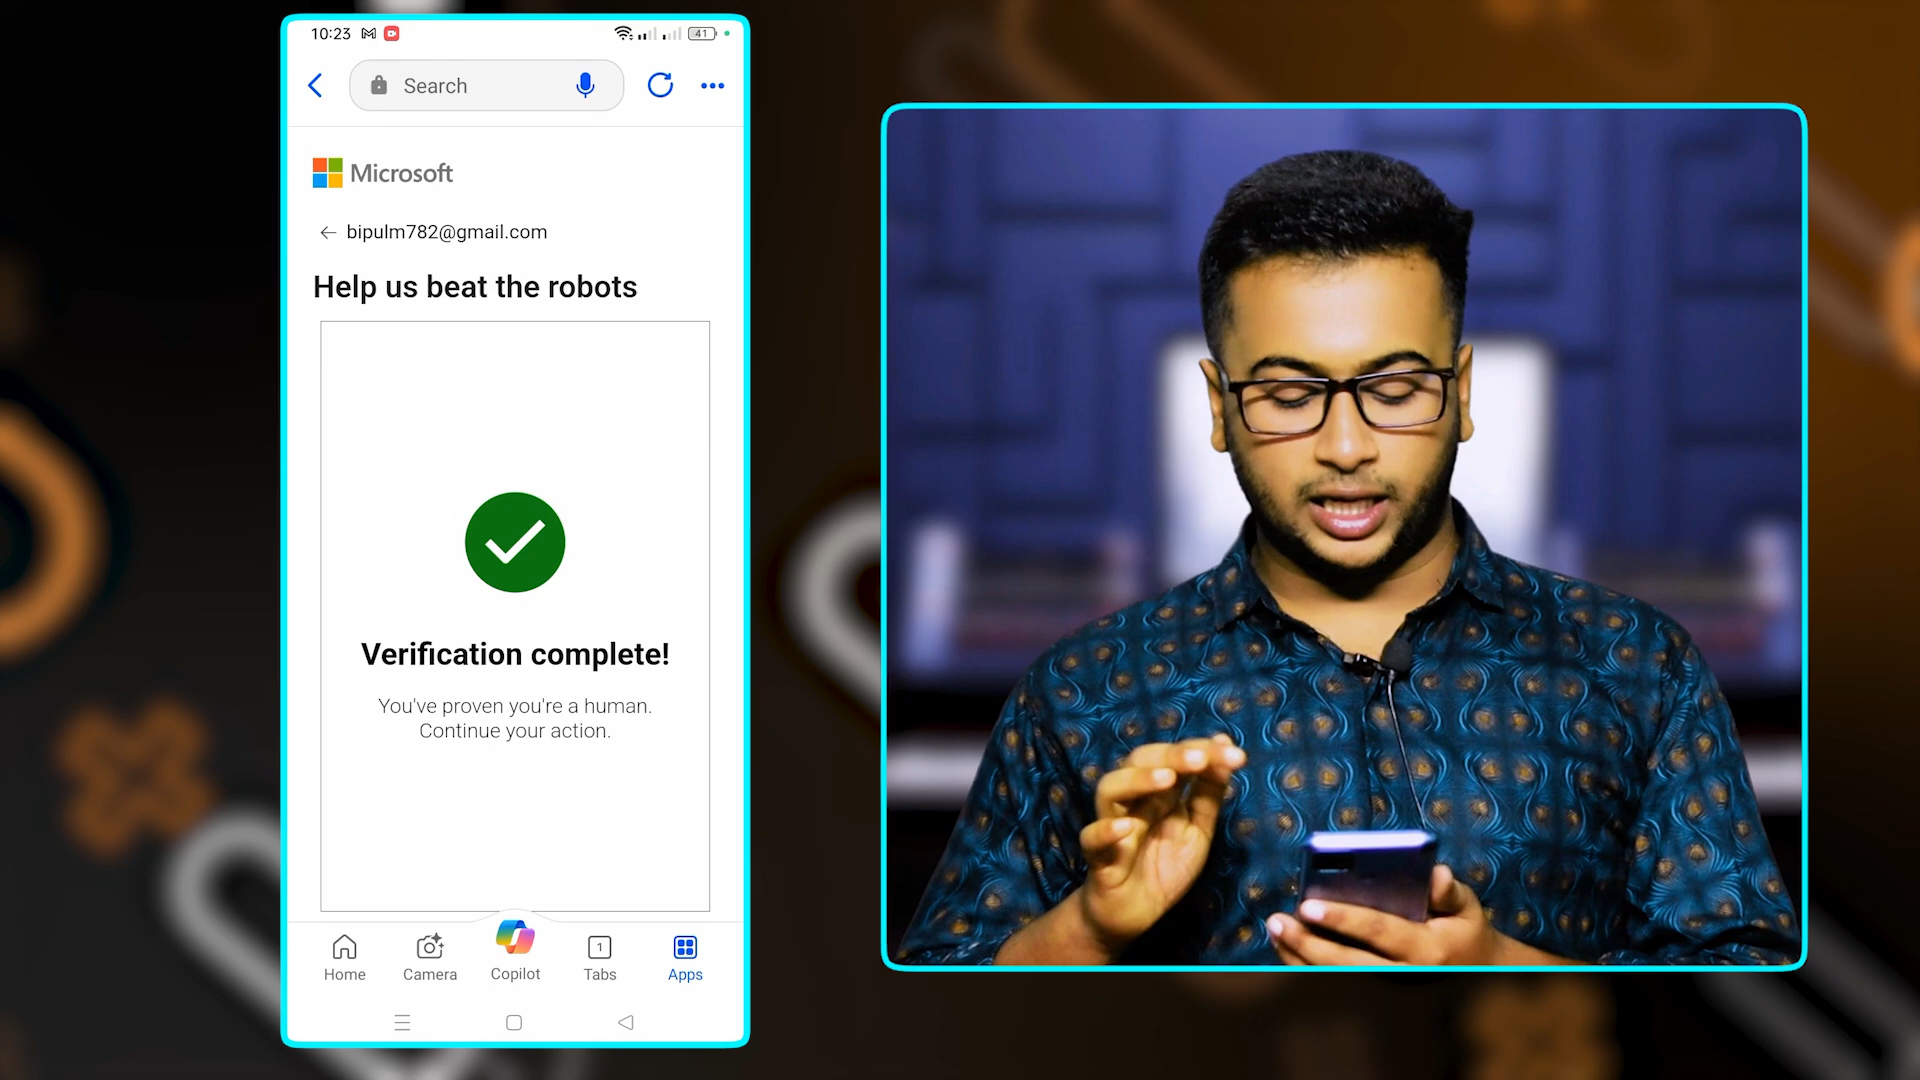 10:23
41
Search
Microsoft
← bipulm782@gmail.com
Help us beat the robots
Verification complete!
You've proven you're a human.
Continue your action.
1
Home
Camera
Copilot
Tabs
Apps